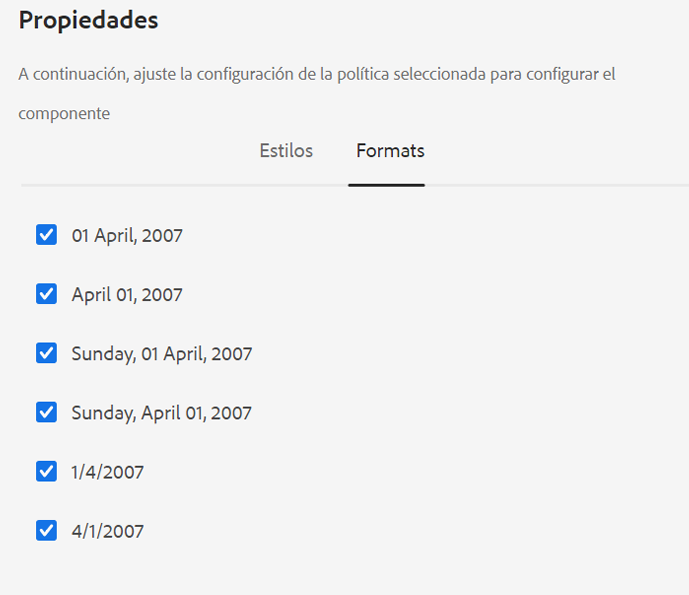 Propiedades
A continuación, ajuste la configuración de la política seleccionada para configurar el
componente
Estilos Formats
01 April, 2007
April 01, 2007
Sunday, 01 April, 2007
Sunday, April 01, 2007
1/4/2007
4/1/2007